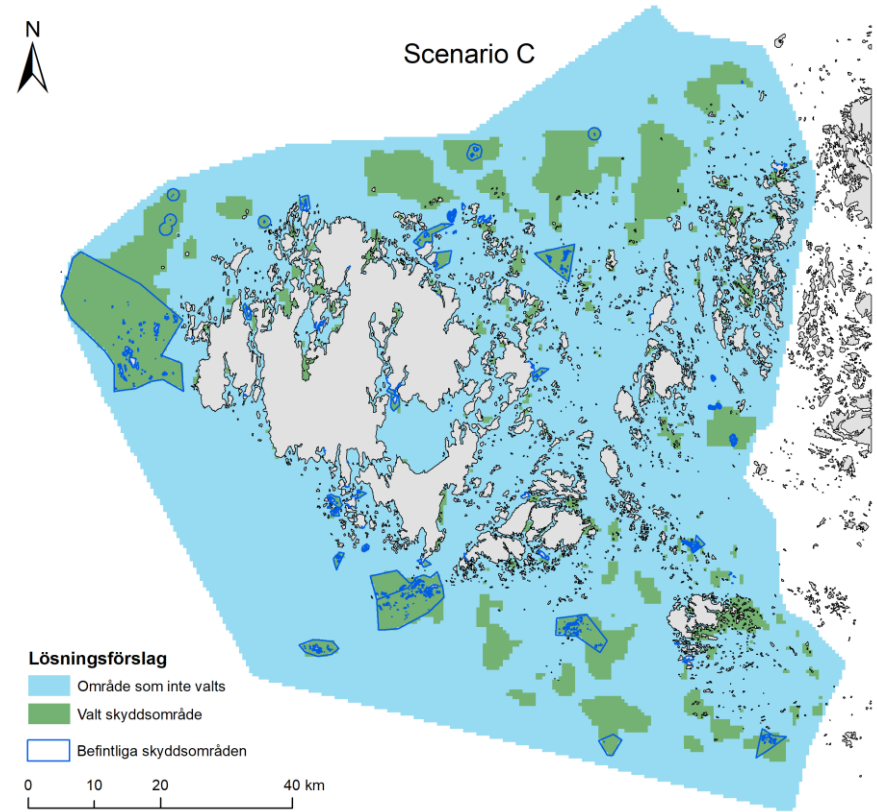 N
Scenario C
Lösningsförslag
Område som inte valts
Valt skyddsområde
Befintliga skyddsområden
0 10 20 40 km